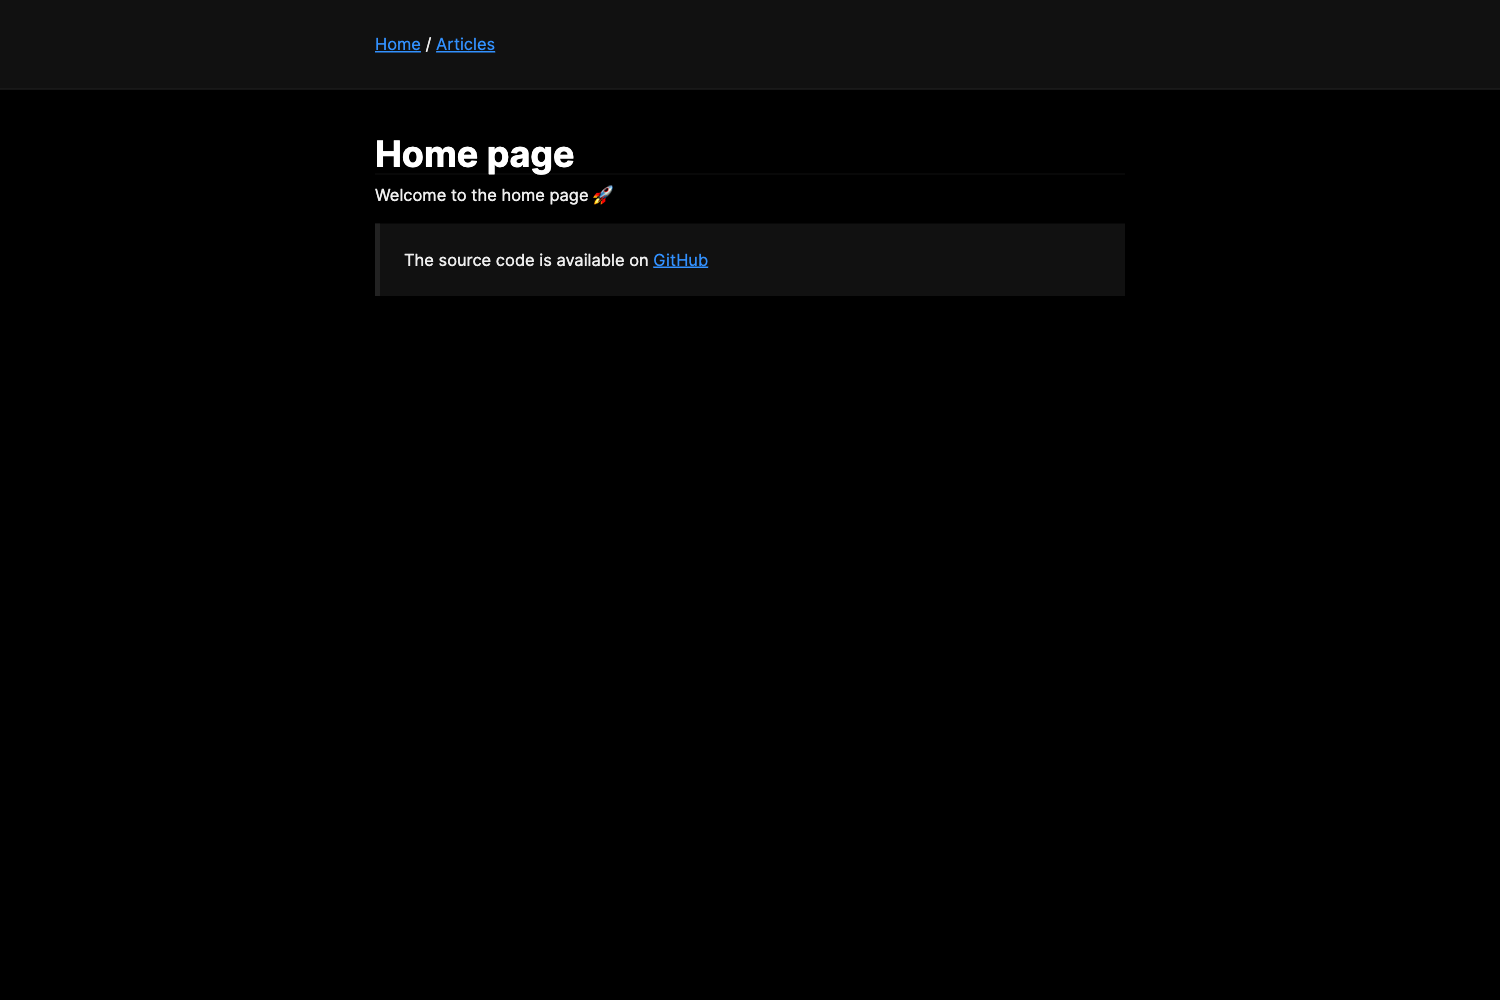 Home / Articles
Home page
Welcome to the home page 🚀
The source code is available on GitHub